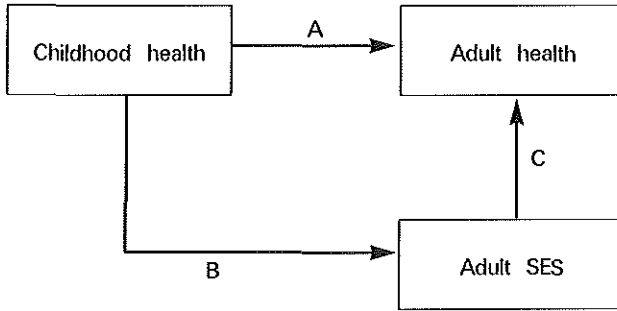 A
Childhood health
Adult health
C
B
Adult SES